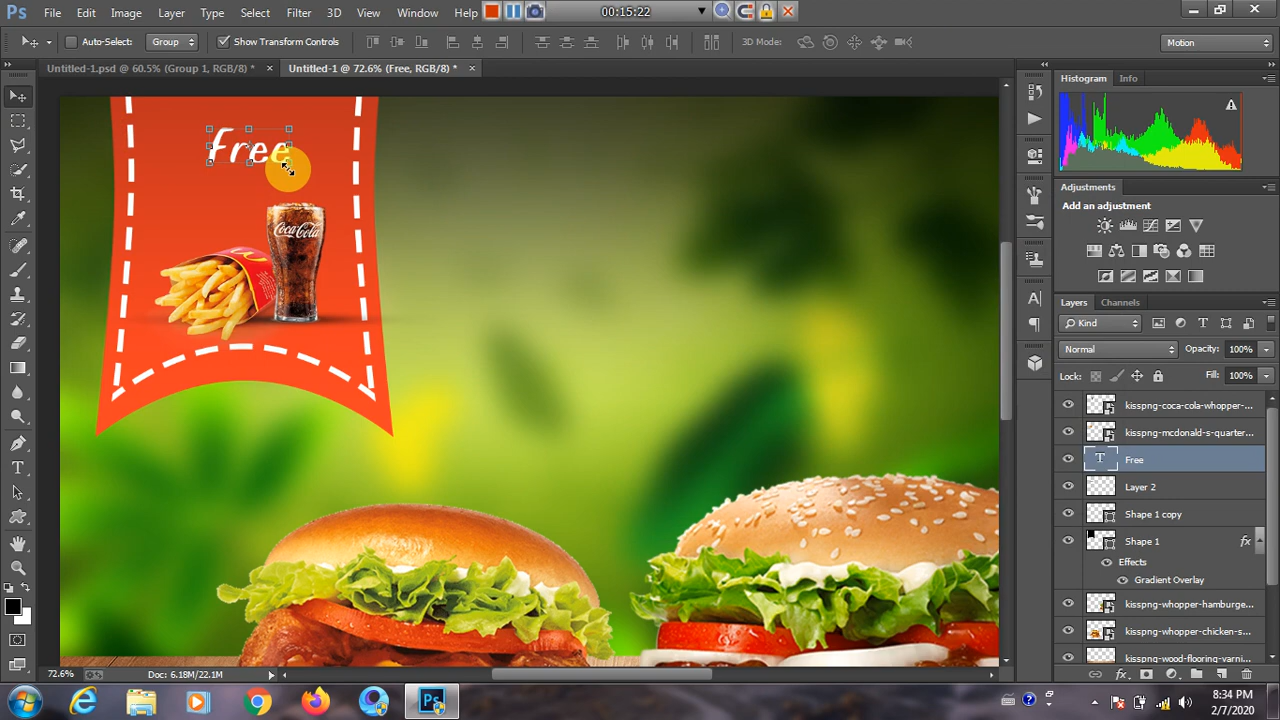 Ps File Edit Image Layer Type Select Filter 3D View Window Help 00:15:22
Auto-Select: Group Show Transform Controls 3D Mode: Motion
Untitled-1.psd @ 60.5% (Group 1, RGB/8) * Untitled-1 @ 72.6% (Free, RGB/8) *
Histogram Info
Free
Coca-Cola
Adjustments
Add an adjustment
Layers Channels
Kind
Normal Opacity: 100%
Lock: Fill: 100%
kisspng-coca-cola-whopper-...
kisspng-mcdonald-s-quarter...
T Free
Layer 2
Shape 1 copy
Shape 1 fx
Effects
Gradient Overlay
kisspng-whopper-hamburge...
kisspng-whopper-chicken-s...
kisspng-wood-flooring-varni...
72.6% Doc: 6.18M/22.1M
Ps 8:34 PM
2/7/2020